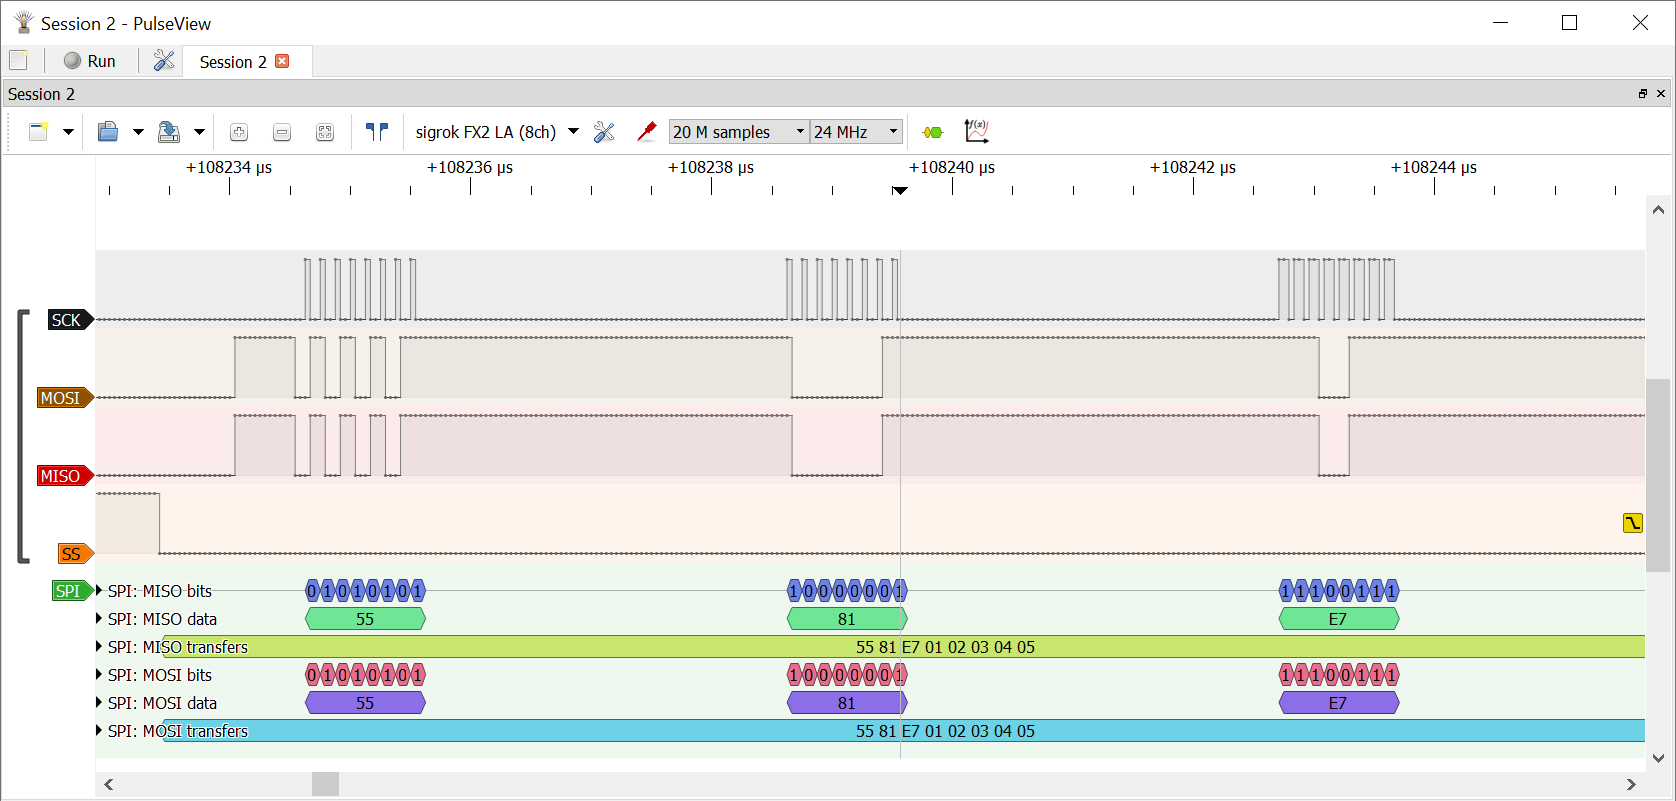 Session 2 - PulseView
Run
Session 2
Session 2
sigrok FX2 LA (8ch)
20 M samples
24 MHz
f(x)
+108234 µs +108236 µs +108238 µs +108240 µs +108242 µs +108244 µs
SCK
MOSI
MISO
SS
SPI
SPI: MISO bits 0 1 0 1 0 1 0 1 1 0 0 0 0 0 0 1 1 1 1 0 0 1 1 1
SPI: MISO data 55 81 E7
SPI: MISO transfers 55 81 E7 01 02 03 04 05
SPI: MOSI bits 0 1 0 1 0 1 0 1 1 0 0 0 0 0 0 1 1 1 1 0 0 1 1 1
SPI: MOSI data 55 81 E7
SPI: MOSI transfers 55 81 E7 01 02 03 04 05